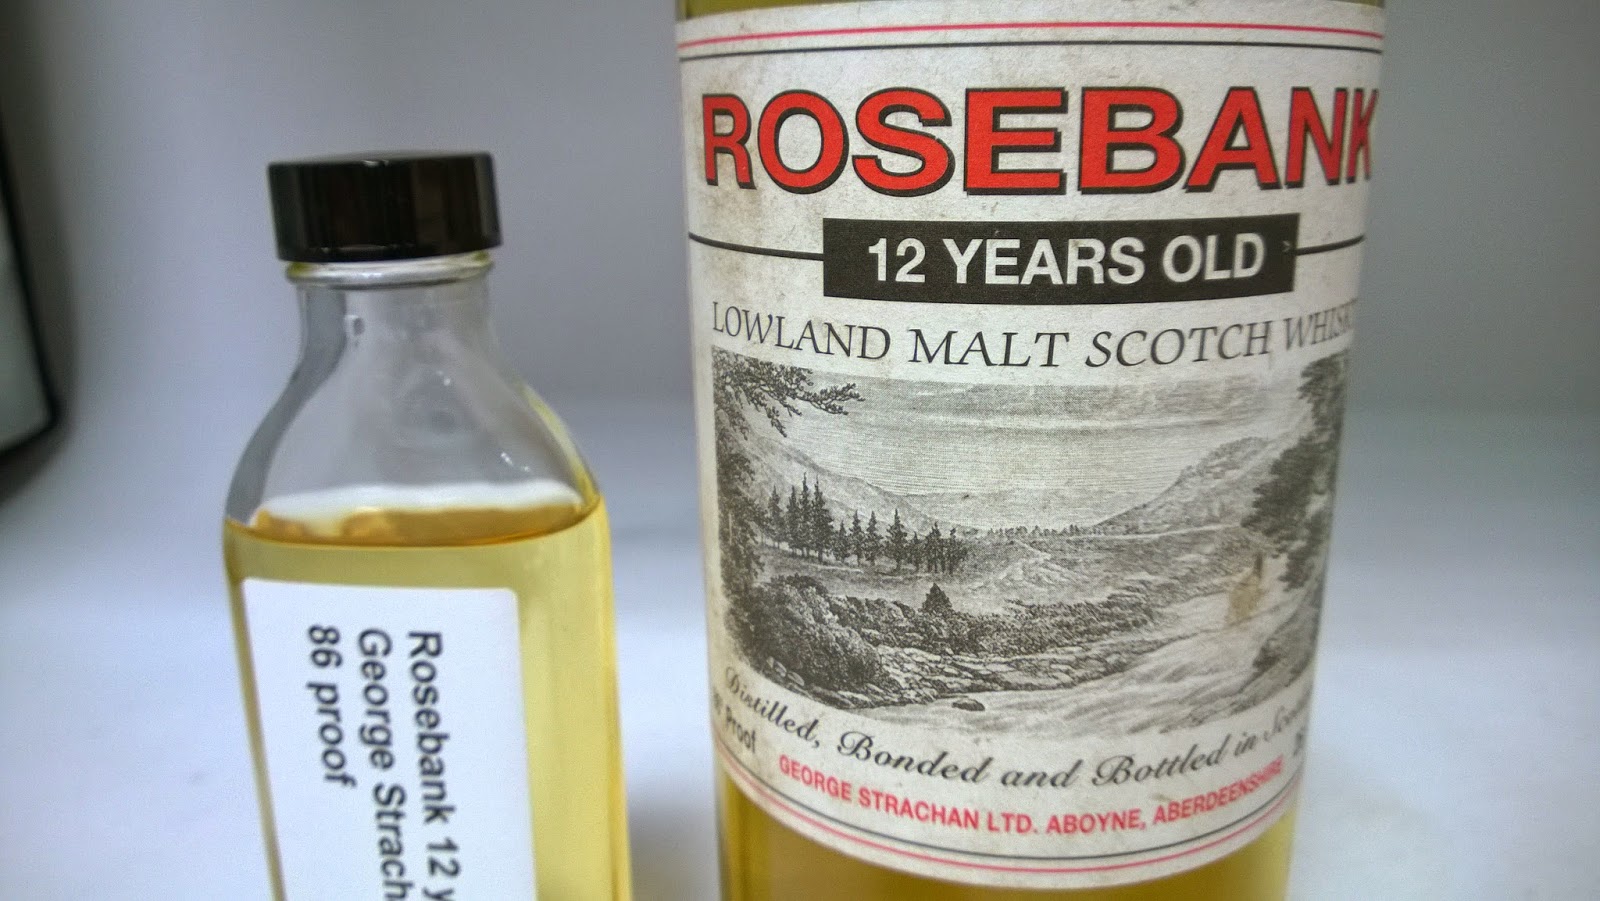 Rosebank 12 y
George Strach
86 proof
ROSEBANK
12 YEARS OLD
LOWLAND MALT SCOTCH
Distilled, Bonded and Bottled in
Proof
GEORGE STRACHAN LTD. ABOYNE, ABERDEENSHIRE